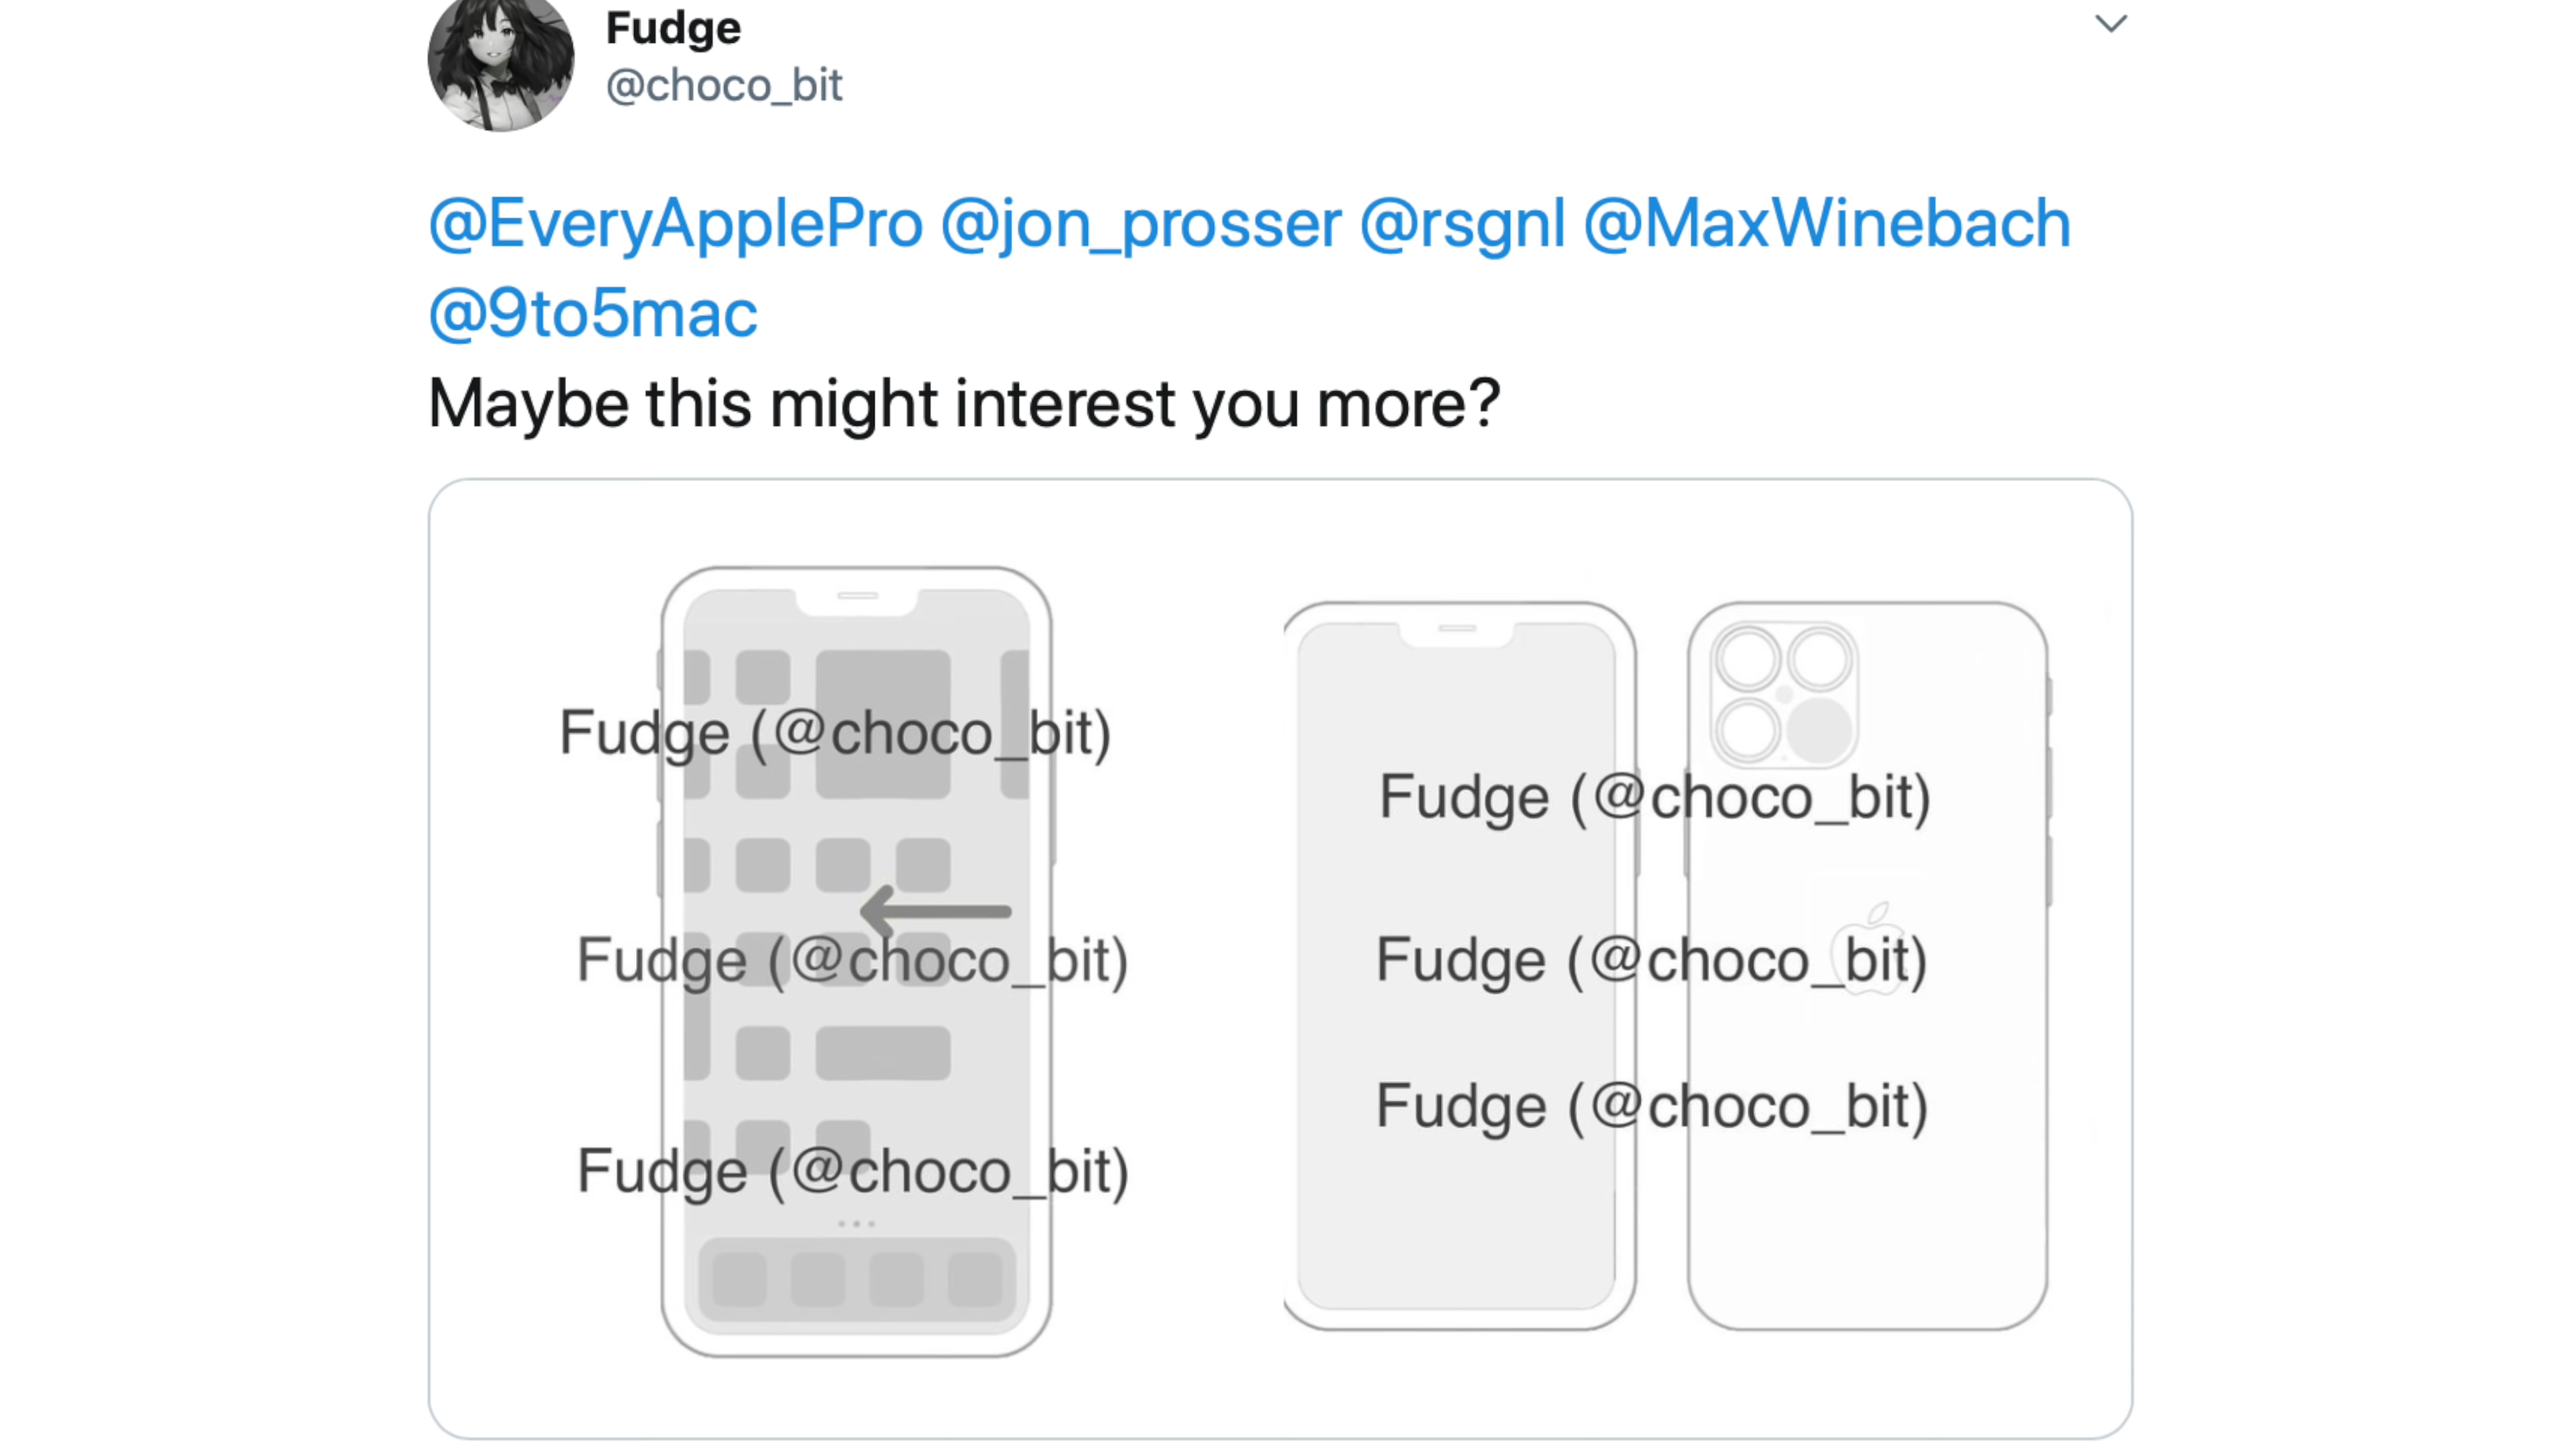 Fudge
@choco_bit
@EveryApplePro @jon_prosser @rsgnl @MaxWinebach
@9to5mac
Maybe this might interest you more?
Fudge (@choco_bit)
Fudge (@choco_bit)
Fudge (@choco_bit)
Fudge (@choco_bit)
Fudge (@choco_bit)
Fudge (@choco_bit)